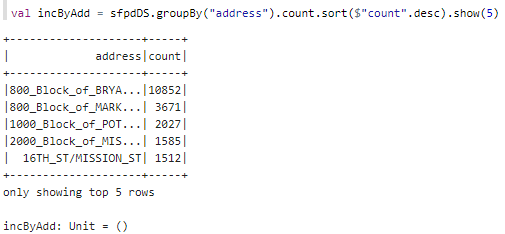 val incByAdd = sfpdDS.groupBy("address").count.sort($"count".desc).show(5)
+--------------------+-----+
|             address|count|
+--------------------+-----+
|800_Block_of_BRYA...|10852|
|800_Block_of_MARK...| 3671|
|1000_Block_of_POT...| 2027|
|2000_Block_of_MIS...| 1585|
|  16TH_ST/MISSION_ST| 1512|
+--------------------+-----+
only showing top 5 rows
incByAdd: Unit = ()